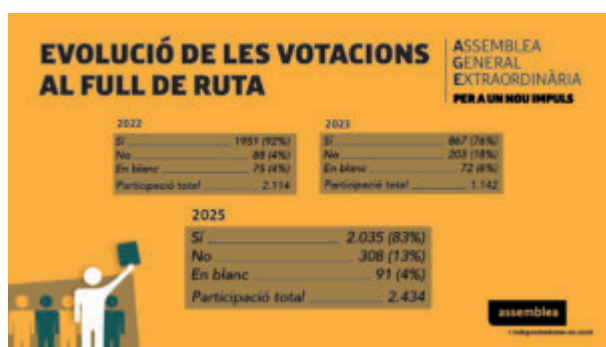 EVOLUCIÓ DE LES VOTACIONS
AL FULL DE RUTA
ASSEMBLEA
GENERAL
EXTRAORDINÀRIA
PER A UN NOU IMPULS
2022
Sí 1951 (92%)
No 88 (4%)
En blanc 75 (4%)
Participació total 2.114
2023
Sí 867 (76%)
No 203 (18%)
En blanc 72 (6%)
Participació total 1.142
2025
Sí 2.035 (83%)
No 308 (13%)
En blanc 91 (4%)
Participació total 2.434
assemblea